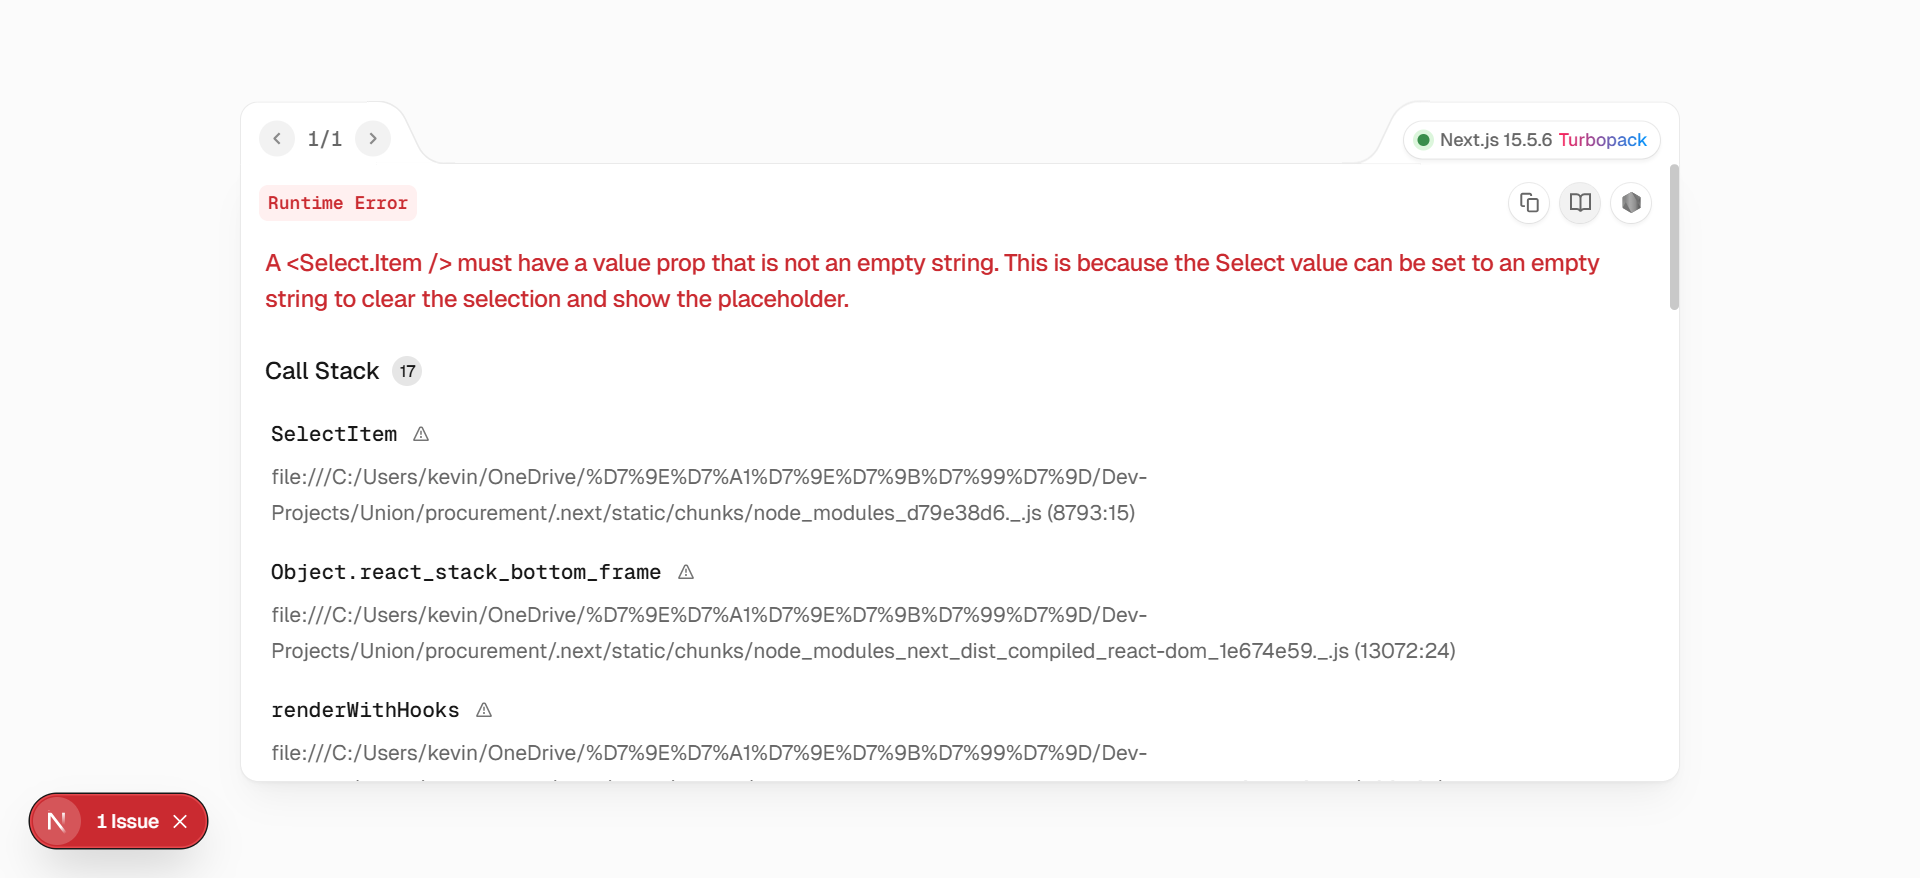 1/1
Next.js 15.5.6 Turbopack
Runtime Error
A <Select.Item /> must have a value prop that is not an empty string. This is because the Select value can be set to an empty
string to clear the selection and show the placeholder.
Call Stack 17
SelectItem
file:///C:/Users/kevin/OneDrive/%D7%9E%D7%A1%D7%9E%D7%9B%D7%99%D7%9D/Dev-
Projects/Union/procurement/.next/static/chunks/node_modules_d79e38d6._.js (8793:15)
Object.react_stack_bottom_frame
file:///C:/Users/kevin/OneDrive/%D7%9E%D7%A1%D7%9E%D7%9B%D7%99%D7%9D/Dev-
Projects/Union/procurement/.next/static/chunks/node_modules_next_dist_compiled_react-dom_1e674e59._.js (13072:24)
renderWithHooks
file:///C:/Users/kevin/OneDrive/%D7%9E%D7%A1%D7%9E%D7%9B%D7%99%D7%9D/Dev-
N 1 Issue